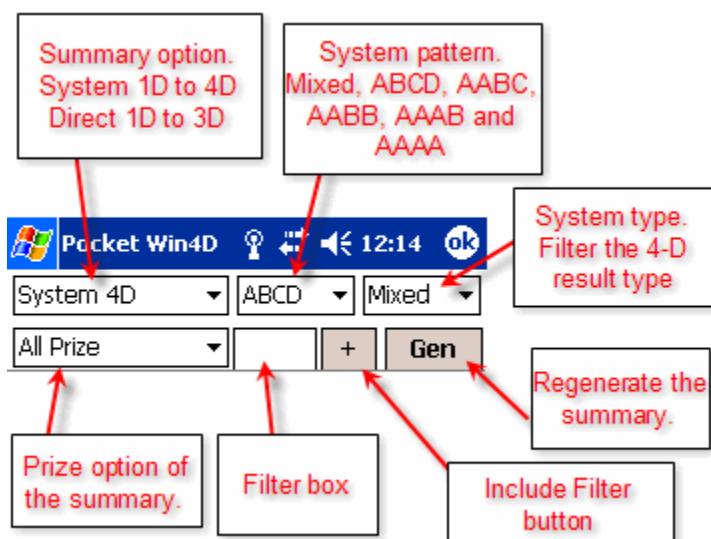 Summary option.
System 1D to 4D
Direct 1D to 3D
System pattern.
Mixed, ABCD, AABC,
AABB, AAAB and
AAAA
System type.
Filter the 4-D
result type
Pocket Win4D 12:14 ok
System 4D ABCD Mixed
All Prize + Gen
Regenerate the
summary.
Prize option of
the summary.
Filter box
Include Filter
button